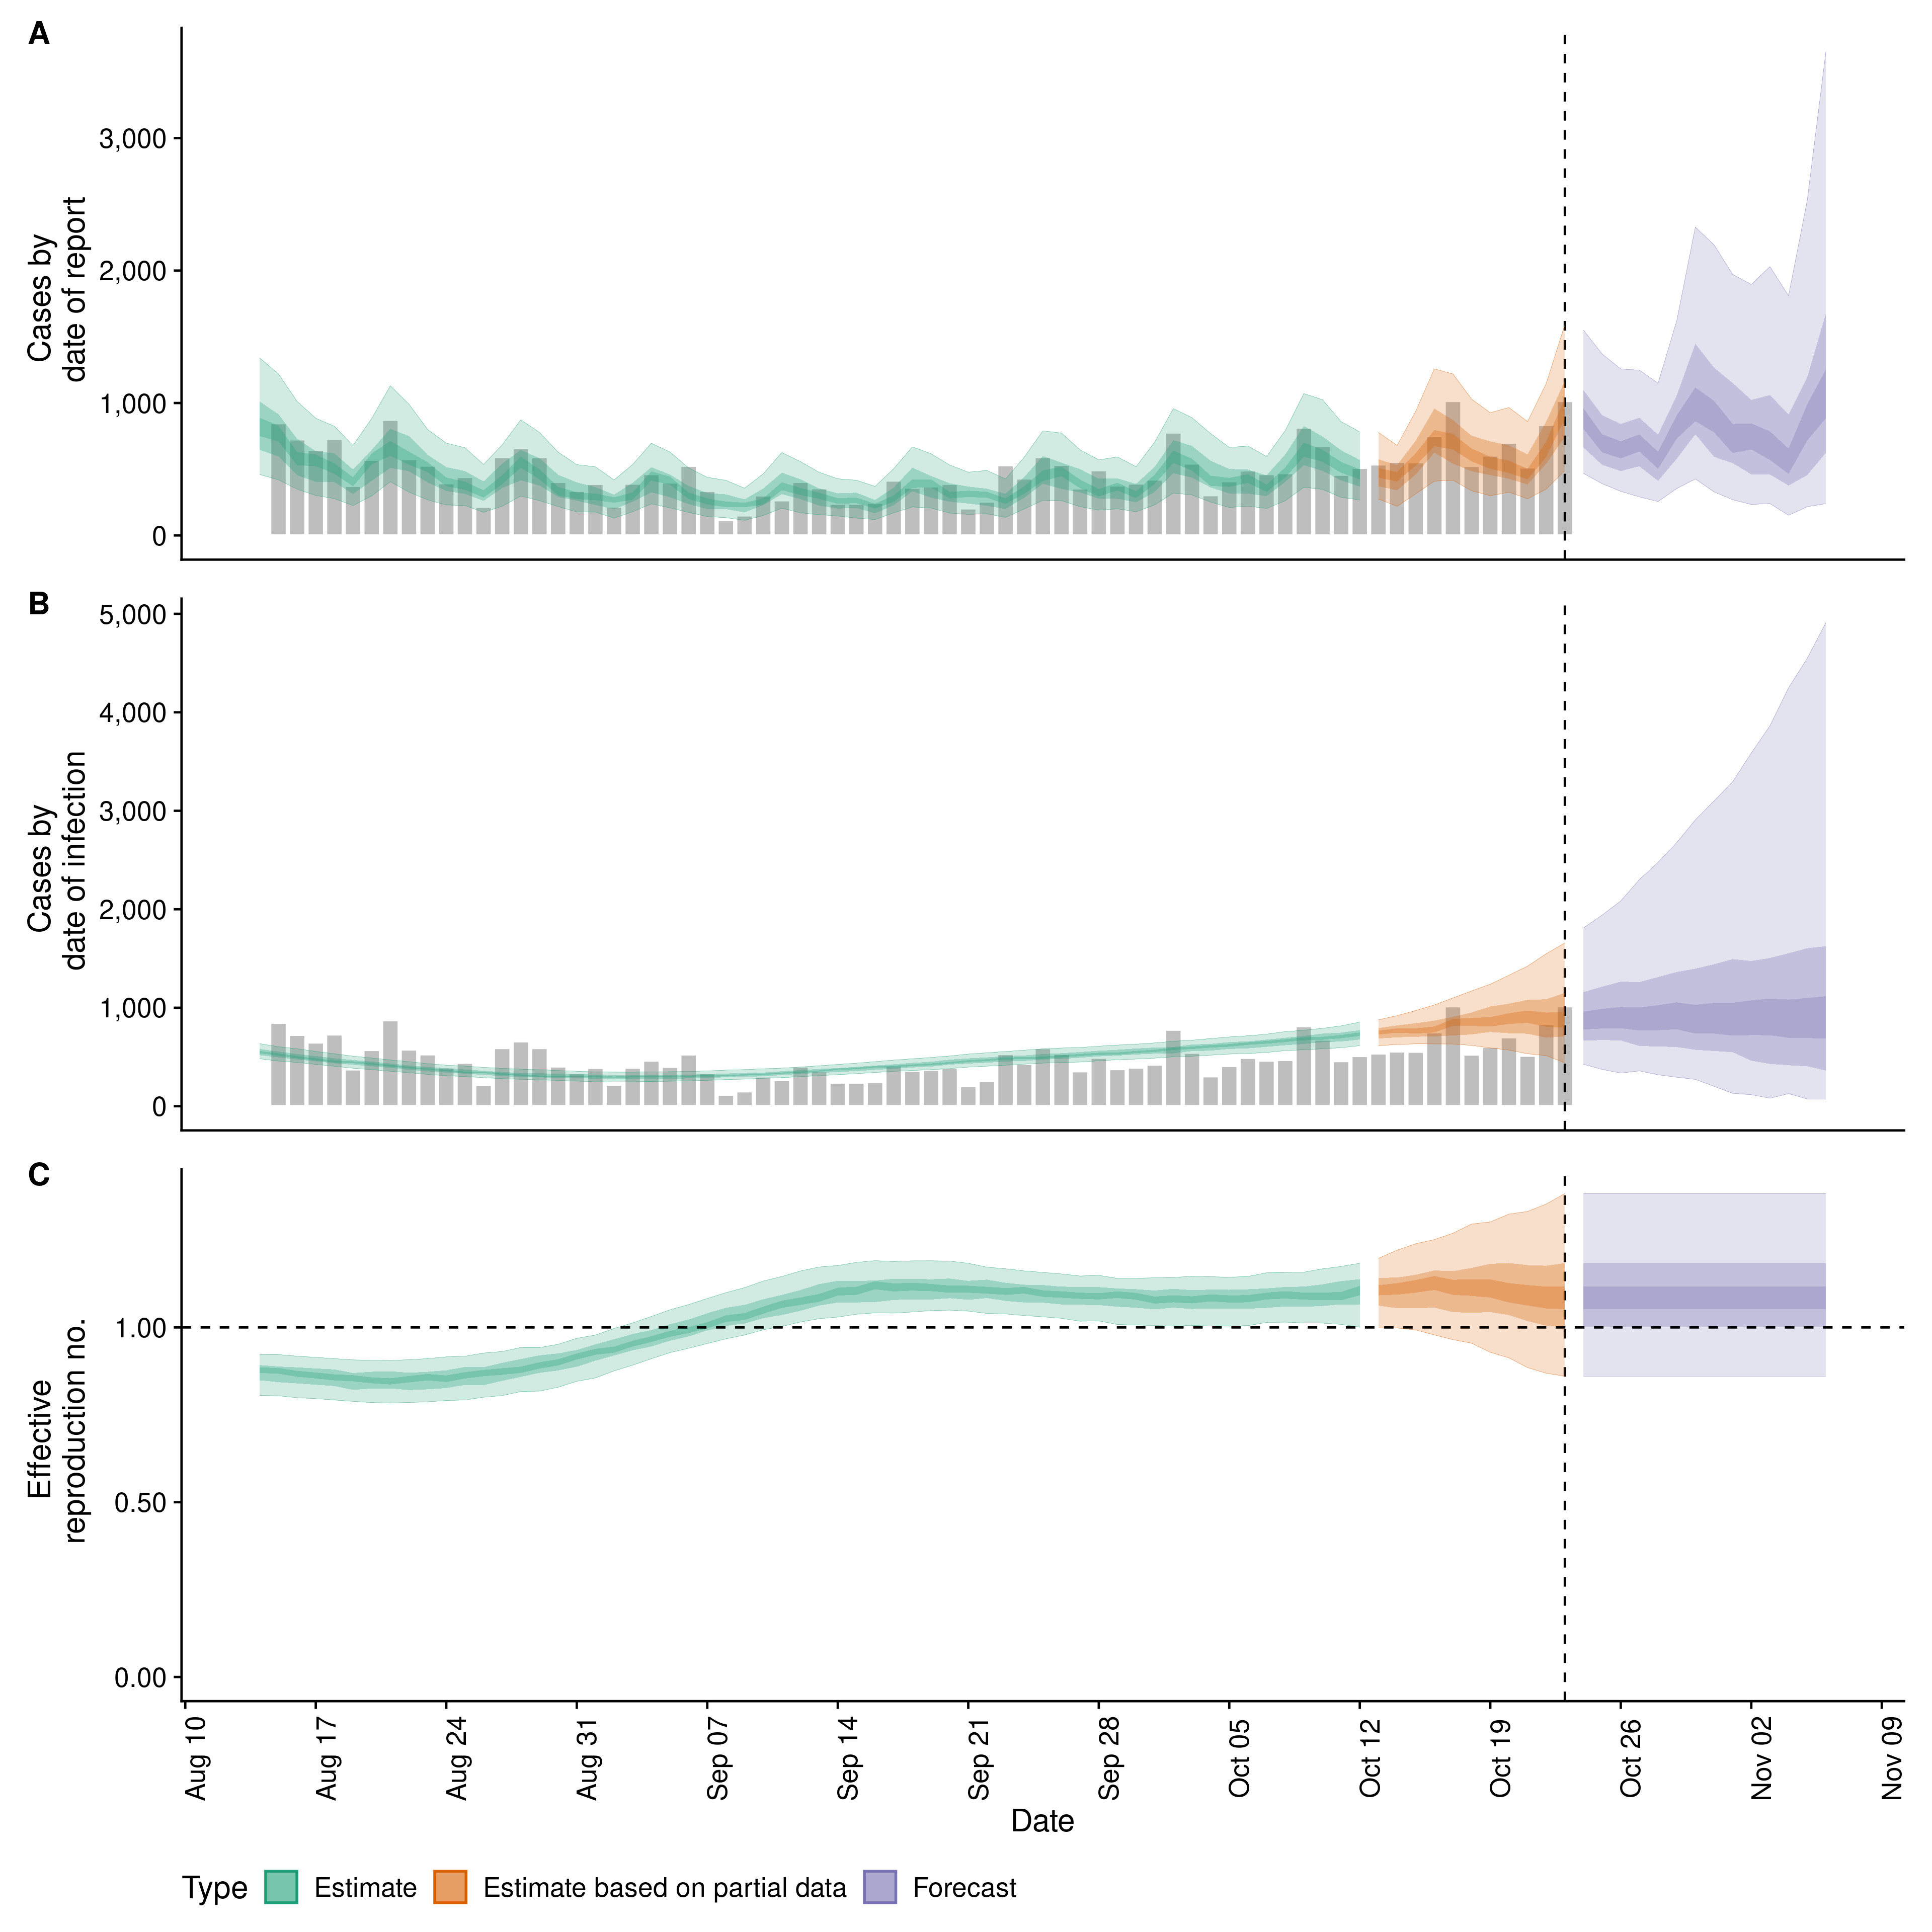 A
Cases by
date of report
3,000
2,000
1,000
0
B
Cases by
date of infection
5,000
4,000
3,000
2,000
1,000
0
C
Effective
reproduction no.
1.00
0.50
0.00
Aug 10
Aug 17
Aug 24
Aug 31
Sep 07
Sep 14
Sep 21
Sep 28
Oct 05
Oct 12
Oct 19
Oct 26
Nov 02
Nov 09
Date
Type Estimate Estimate based on partial data Forecast